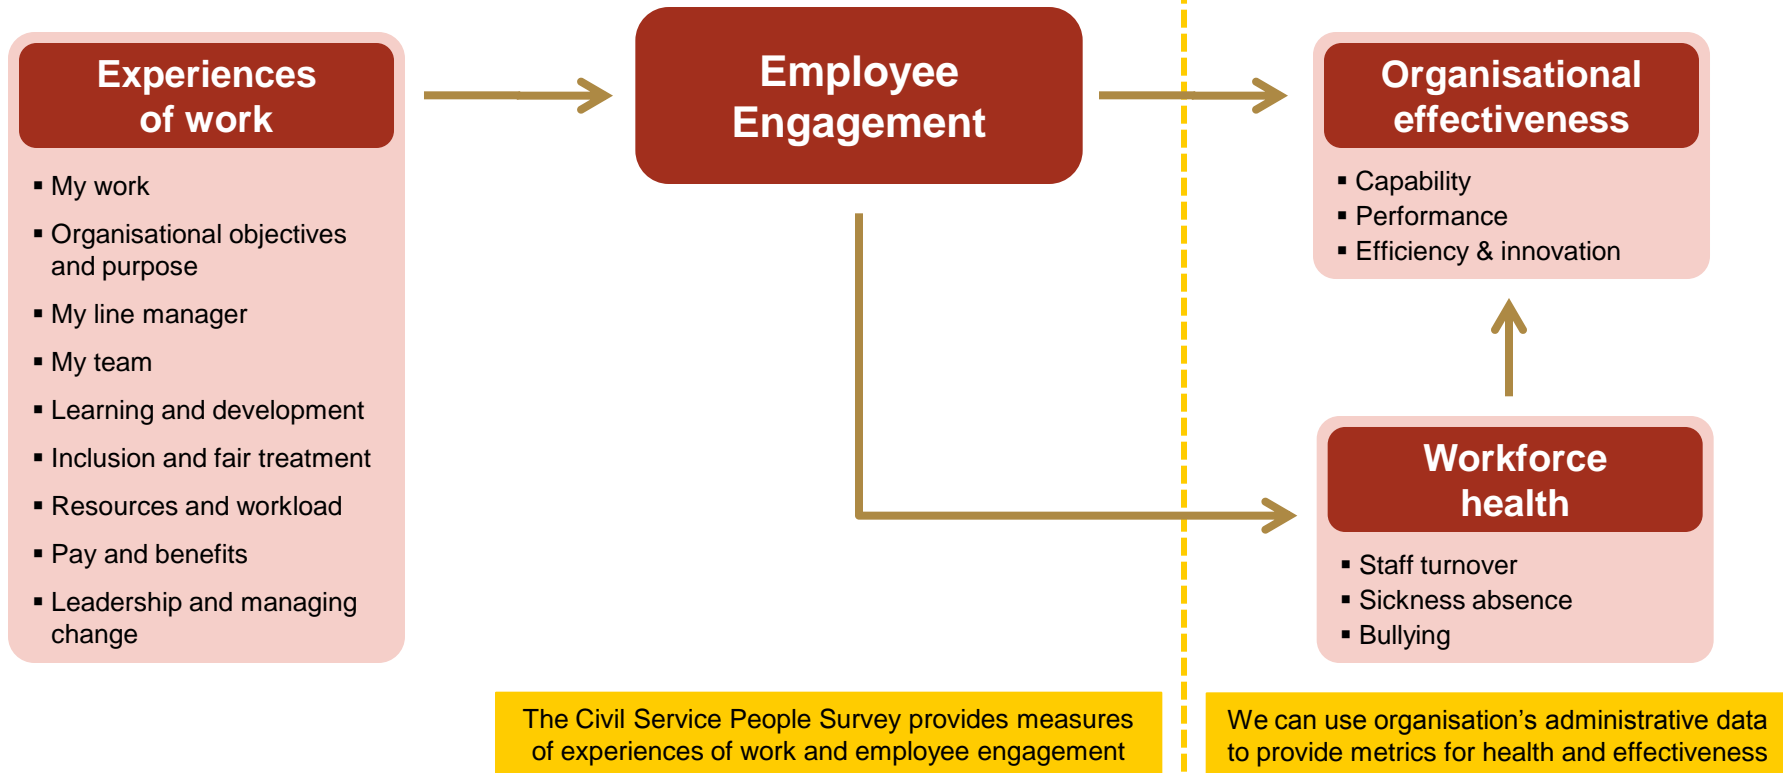 Experiences
of work
▪ My work
▪ Organisational objectives
and purpose
▪ My line manager
▪ My team
▪ Learning and development
▪ Inclusion and fair treatment
▪ Resources and workload
▪ Pay and benefits
▪ Leadership and managing
change
Employee
Engagement
Organisational
effectiveness
▪ Capability
▪ Performance
▪ Efficiency & innovation
Workforce
health
▪ Staff turnover
▪ Sickness absence
▪ Bullying
The Civil Service People Survey provides measures
of experiences of work and employee engagement
We can use organisation’s administrative data
to provide metrics for health and effectiveness